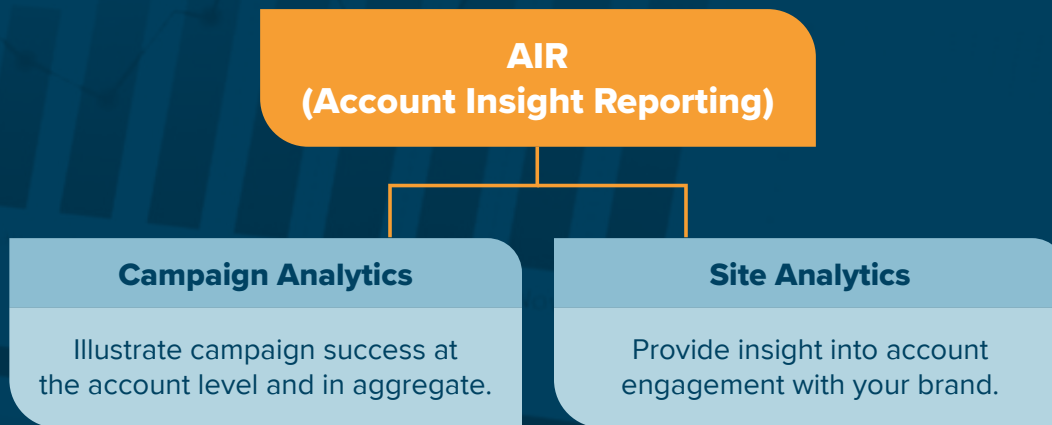 AIR
(Account Insight Reporting)
Campaign Analytics
Illustrate campaign success at
the account level and in aggregate.
Site Analytics
Provide insight into account
engagement with your brand.